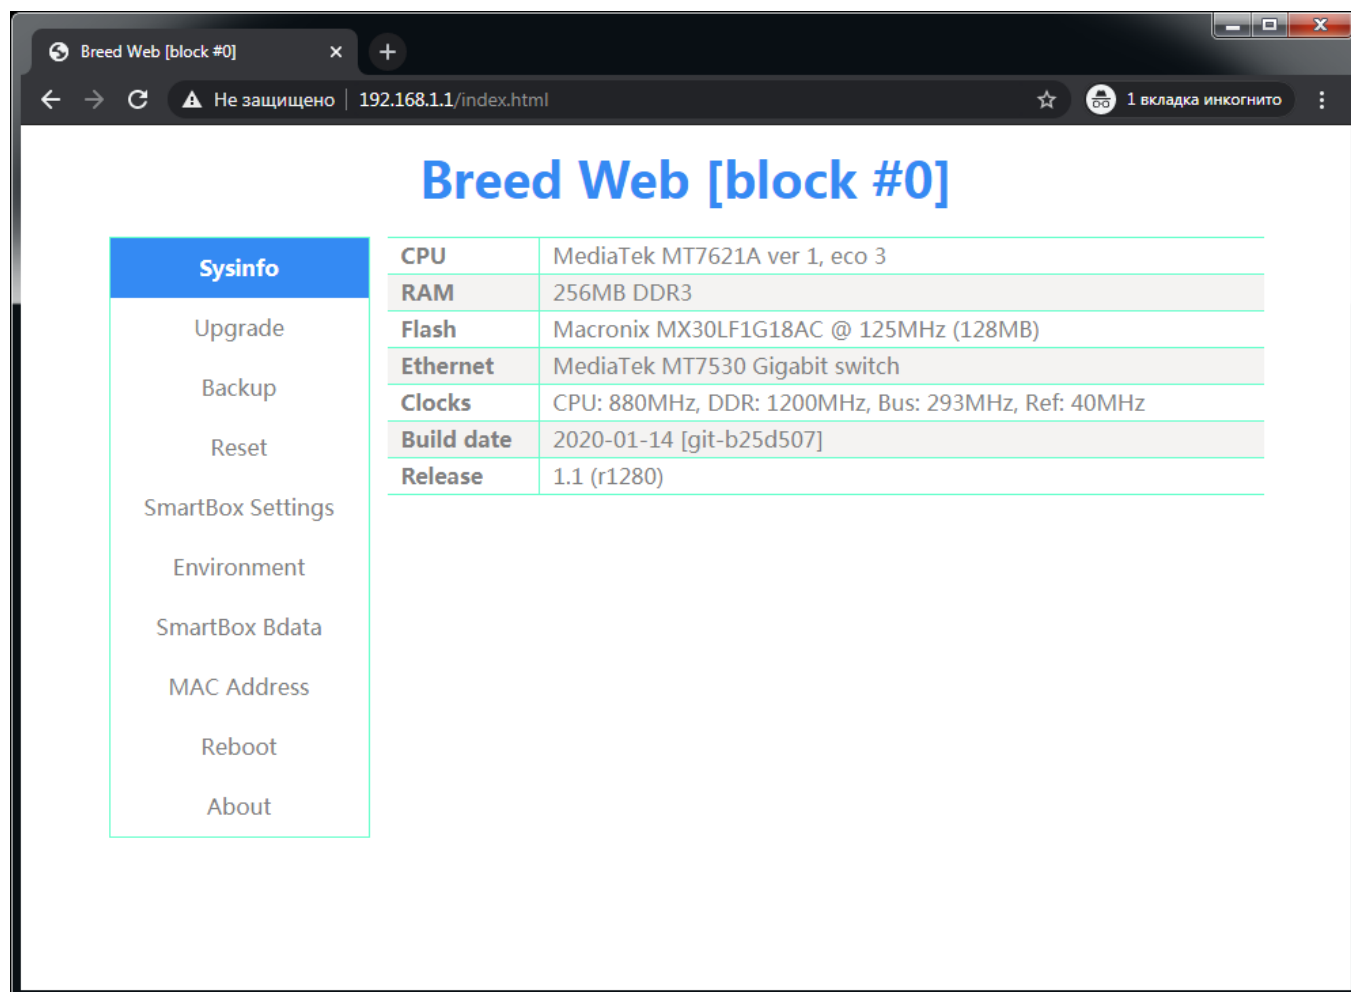 Breed Web [block #0]
Не защищено | 192.168.1.1/index.html
1 вкладка инкогнито
Breed Web [block #0]
Sysinfo
Upgrade
Backup
Reset
SmartBox Settings
Environment
SmartBox Bdata
MAC Address
Reboot
About
CPU MediaTek MT7621A ver 1, eco 3
RAM 256MB DDR3
Flash Macronix MX30LF1G18AC @ 125MHz (128MB)
Ethernet MediaTek MT7530 Gigabit switch
Clocks CPU: 880MHz, DDR: 1200MHz, Bus: 293MHz, Ref: 40MHz
Build date 2020-01-14 [git-b25d507]
Release 1.1 (r1280)